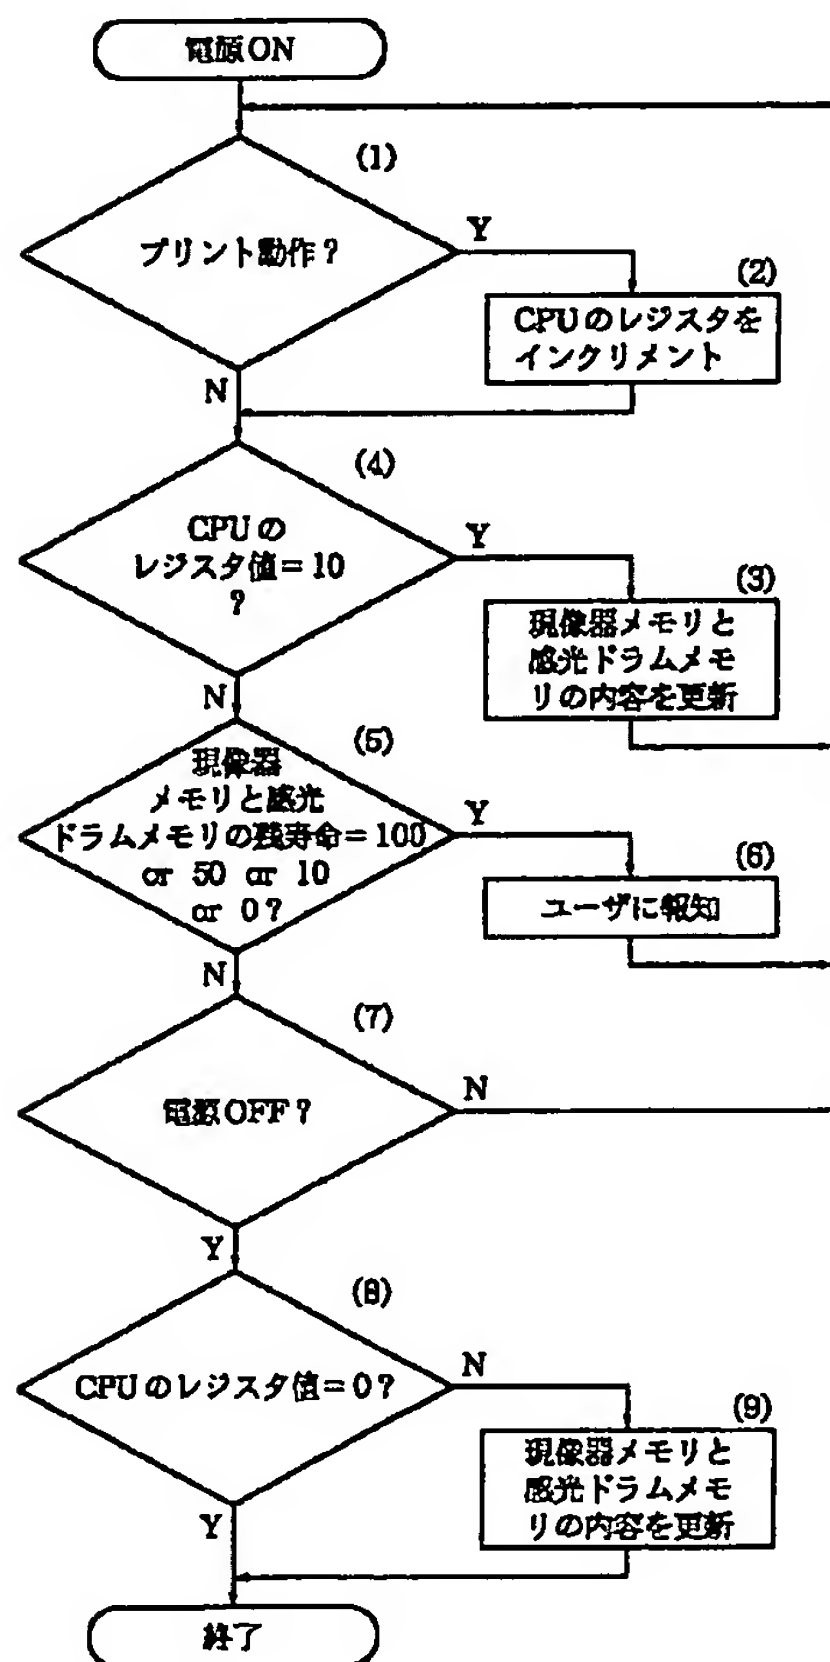 電源ON
(1)
プリント動作?
Y
(2)
CPUのレジスタを
インクリメント
N
(4)
CPUの
レジスタ値=10
?
Y
(3)
現像器メモリと
感光ドラムメモ
リの内容を更新
N
(5)
現像器
メモリと感光
ドラムメモリの残寿命=100
or 50 or 10
or 0?
Y
(6)
ユーザに報知
N
(7)
電源OFF?
N
Y
(8)
CPUのレジスタ値=0?
N
(9)
現像器メモリと
感光ドラムメモ
リの内容を更新
Y
終了